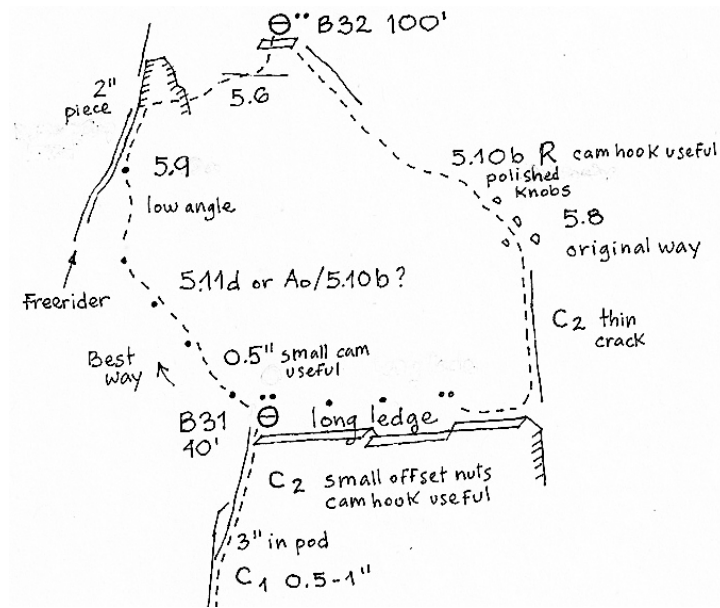 B32 100'
2"
piece
5.6
5.9
low angle
5.10b R cam hook useful
polished
knobs
5.8
original way
Freerider
5.11d or A0/5.10b?
C2 thin
crack
0.5" small cam
useful
Best
way
B31
40'
long ledge
C2 small offset nuts
cam hook useful
3" in pod
C1 0.5-1"